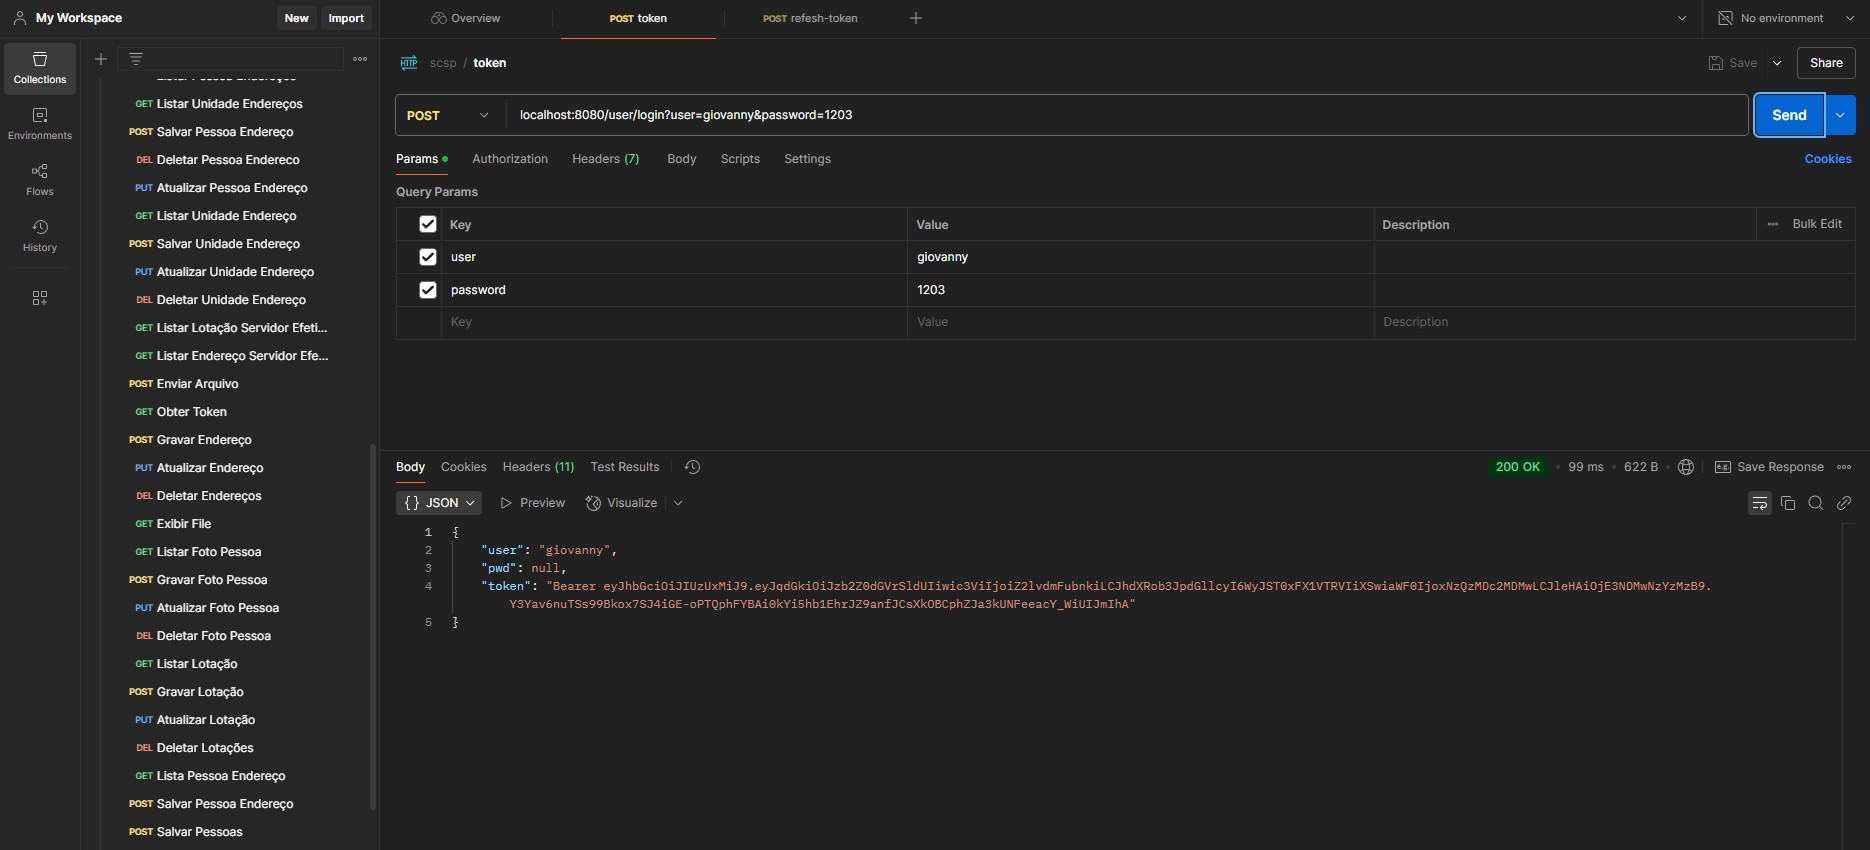 My Workspace
New
Import
Overview
POST token
POST refesh-token
No environment
Collections
Environments
Flows
History
Listar Pessoa Endereços
GET Listar Unidade Endereços
POST Salvar Pessoa Endereço
DEL Deletar Pessoa Endereco
PUT Atualizar Pessoa Endereço
GET Listar Unidade Endereço
POST Salvar Unidade Endereço
PUT Atualizar Unidade Endereço
DEL Deletar Unidade Endereço
GET Listar Lotação Servidor Efeti...
GET Listar Endereço Servidor Efe...
POST Enviar Arquivo
GET Obter Token
POST Gravar Endereço
PUT Atualizar Endereço
DEL Deletar Endereços
GET Exibir File
GET Listar Foto Pessoa
POST Gravar Foto Pessoa
PUT Atualizar Foto Pessoa
DEL Deletar Foto Pessoa
GET Listar Lotação
POST Gravar Lotação
PUT Atualizar Lotação
DEL Deletar Lotações
GET Lista Pessoa Endereço
POST Salvar Pessoa Endereço
POST Salvar Pessoas
HTTP scsp / token
Save
Share
POST
localhost:8080/user/login?user=giovanny&password=1203
Send
Params
Authorization
Headers (7)
Body
Scripts
Settings
Cookies
Query Params
Key Value Description Bulk Edit
user giovanny
password 1203
Key Value Description
Body Cookies Headers (11) Test Results
200 OK 99 ms 622 B e.g. Save Response
{} JSON Preview Visualize
1 {
2 "user": "giovanny",
3 "pwd": null,
4 "token": "Bearer eyJhbGciOiJIUzUxMiJ9.eyJqdGkiOiJzb2Z0dGVrSldUIiwic3ViIjoiZ2lvdmFubnkiLCJhdXRob3JpdGllcyI6WyJST0xFX1VTRVIiXSwiaWF0IjoxNzQzMDc2MDMwLCJleHAiOjE3NDMwNzYzMzB9.
Y3Yav6nuTSs99Bkox7SJ4iGE-oPTQphFYBAi0kYi5hb1EhrJZ9anfJCsXkOBCphZJa3kUNFeeacY_WiUIJmIhA"
5 }